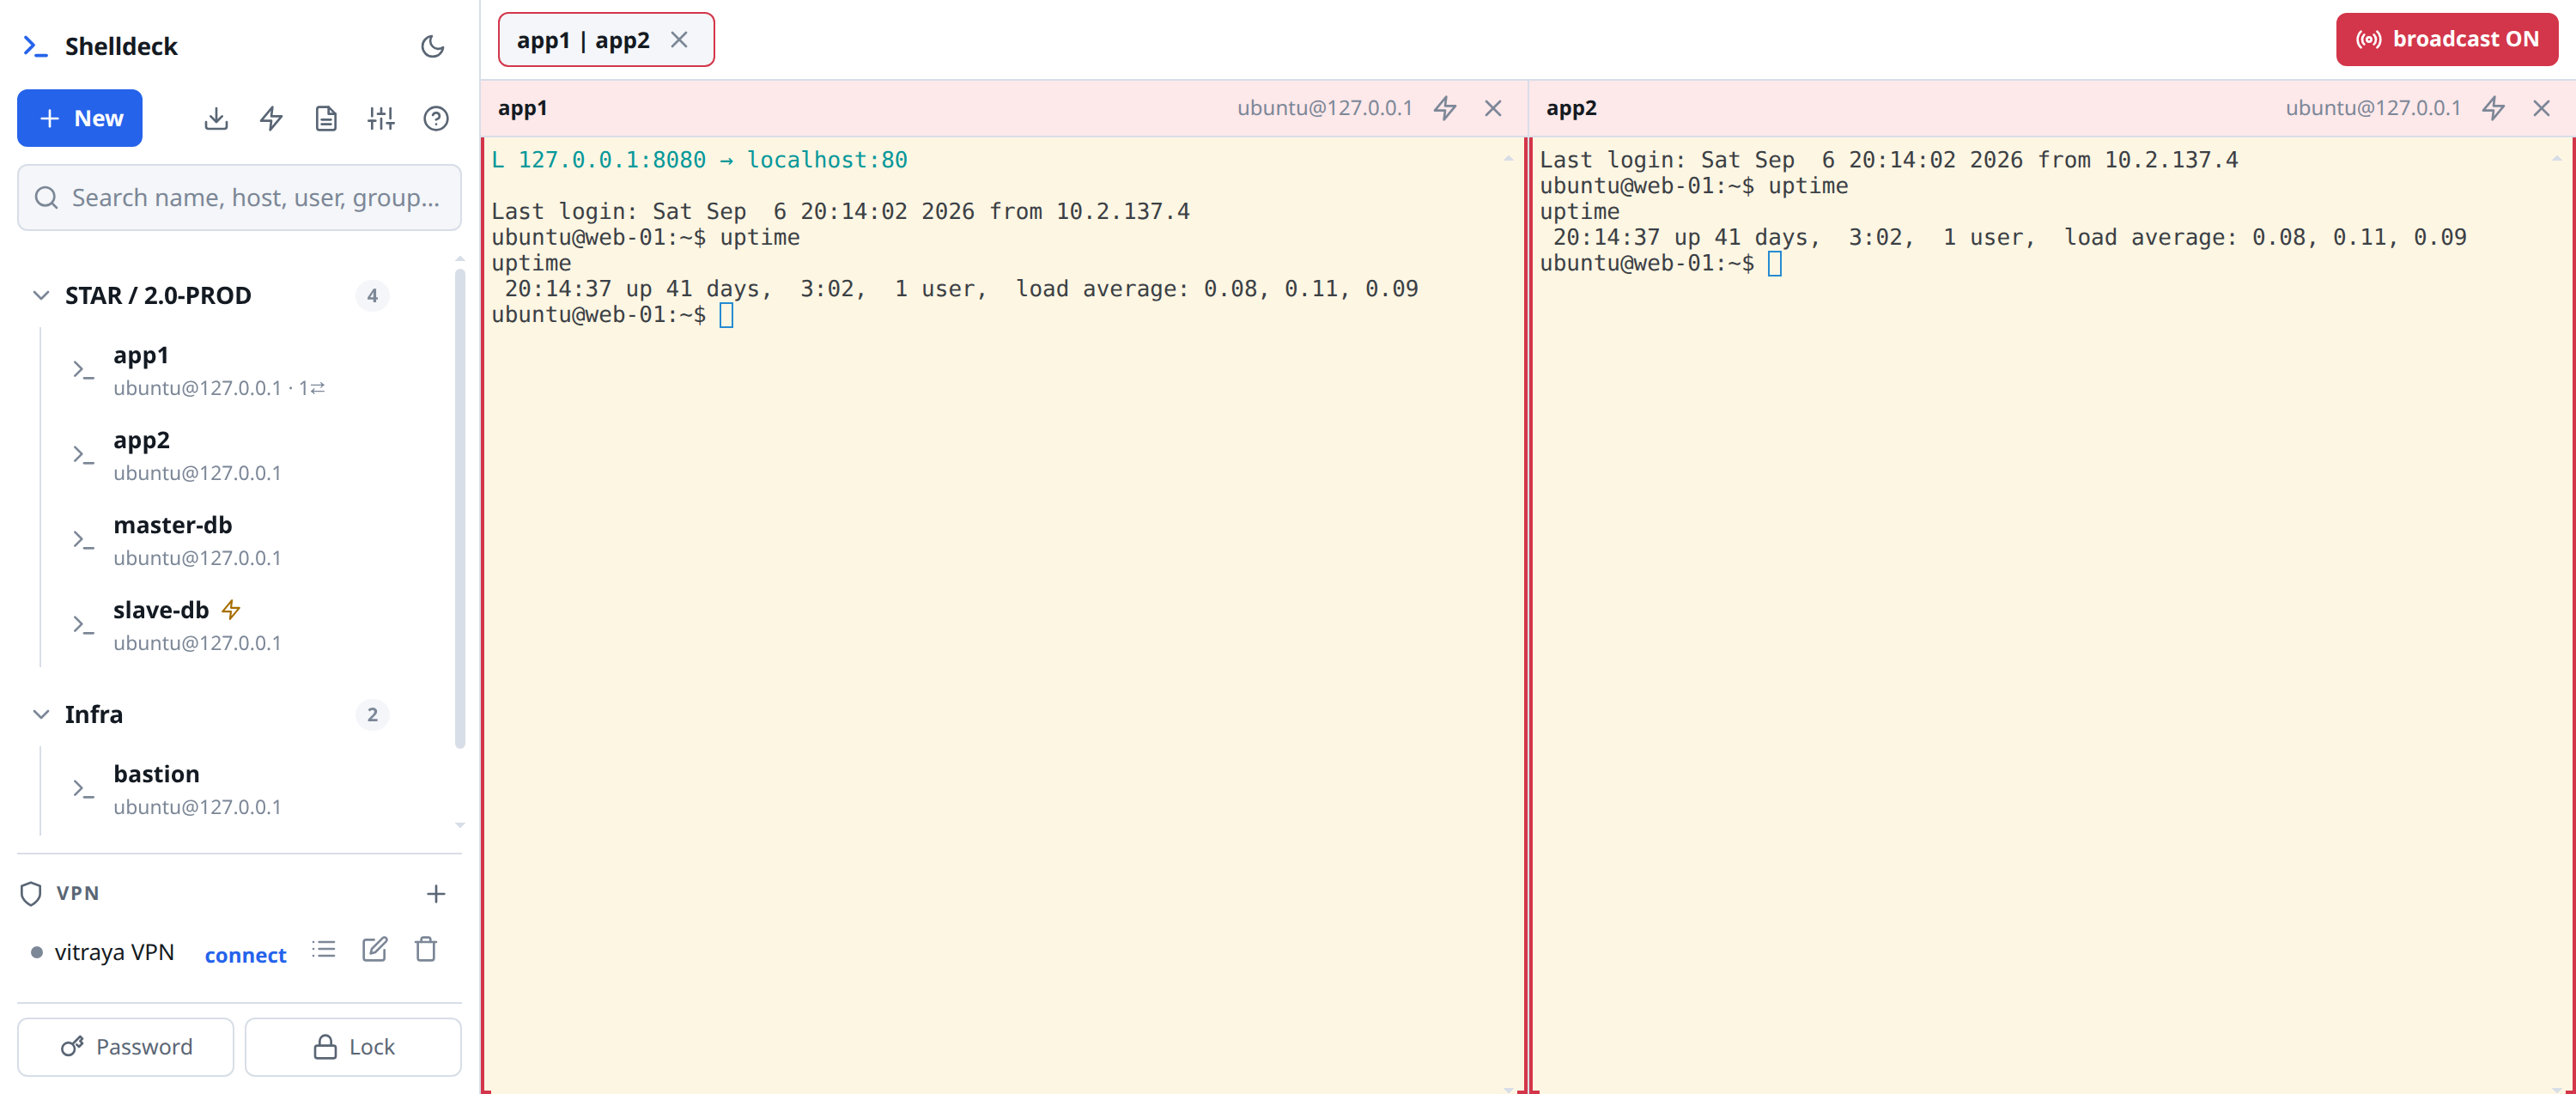 Shelldeck
New
Search name, host, user, group...
STAR / 2.0-PROD 4
app1
ubuntu@127.0.0.1 · 1⇄
app2
ubuntu@127.0.0.1
master-db
ubuntu@127.0.0.1
slave-db
ubuntu@127.0.0.1
Infra 2
bastion
ubuntu@127.0.0.1
VPN
vitraya VPN connect
Password Lock
app1 | app2
broadcast ON
app1 ubuntu@127.0.0.1
L 127.0.0.1:8080 → localhost:80
Last login: Sat Sep  6 20:14:02 2026 from 10.2.137.4
ubuntu@web-01:~$ uptime
uptime
 20:14:37 up 41 days,  3:02,  1 user,  load average: 0.08, 0.11, 0.09
ubuntu@web-01:~$
app2 ubuntu@127.0.0.1
Last login: Sat Sep  6 20:14:02 2026 from 10.2.137.4
ubuntu@web-01:~$ uptime
uptime
 20:14:37 up 41 days,  3:02,  1 user,  load average: 0.08, 0.11, 0.09
ubuntu@web-01:~$